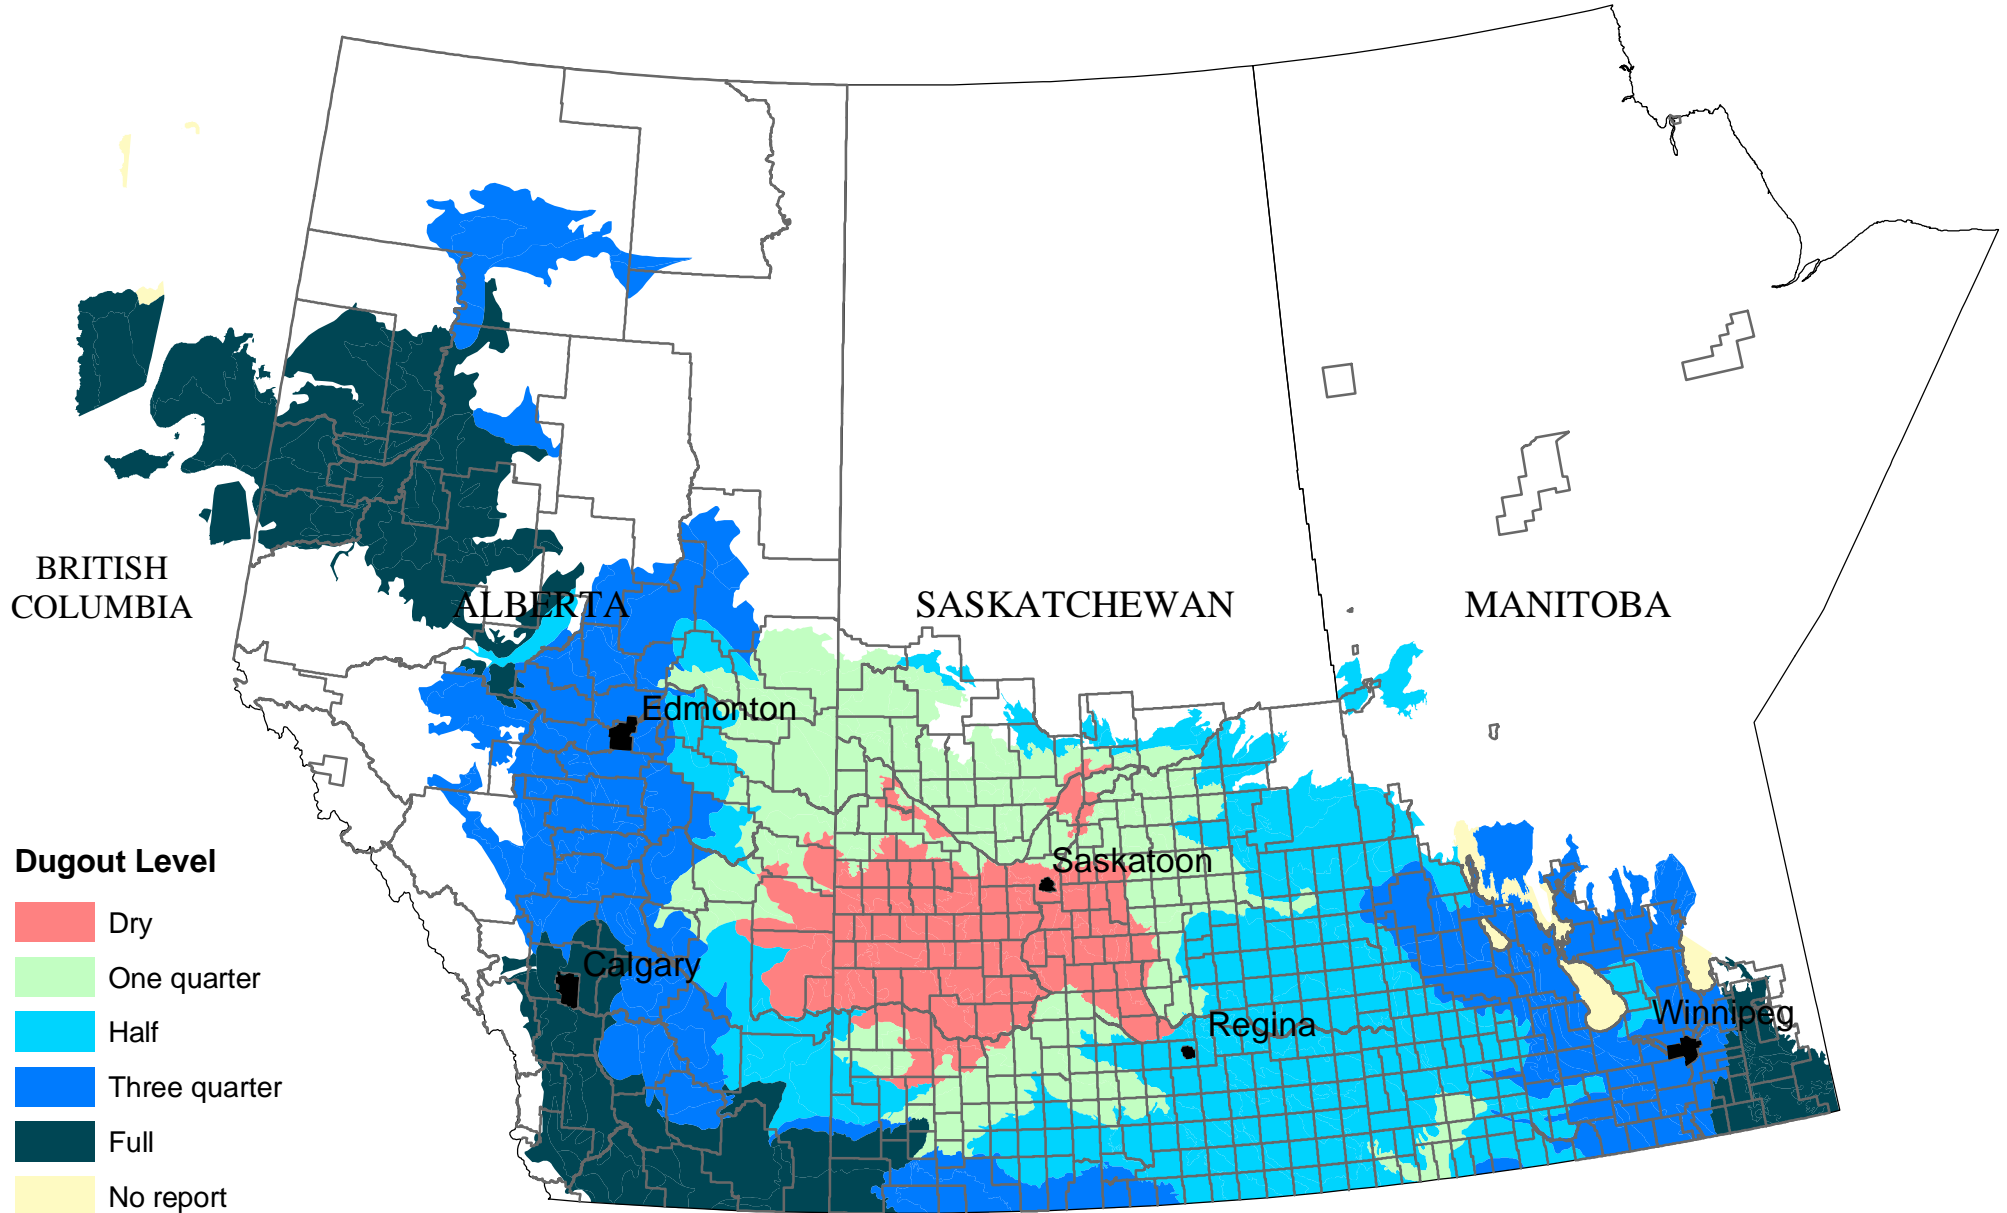 BRITISH
COLUMBIA
ALBERTA
SASKATCHEWAN
MANITOBA
Edmonton
Saskatoon
Calgary
Regina
Winnipeg
Dugout Level
Dry
One quarter
Half
Three quarter
Full
No report